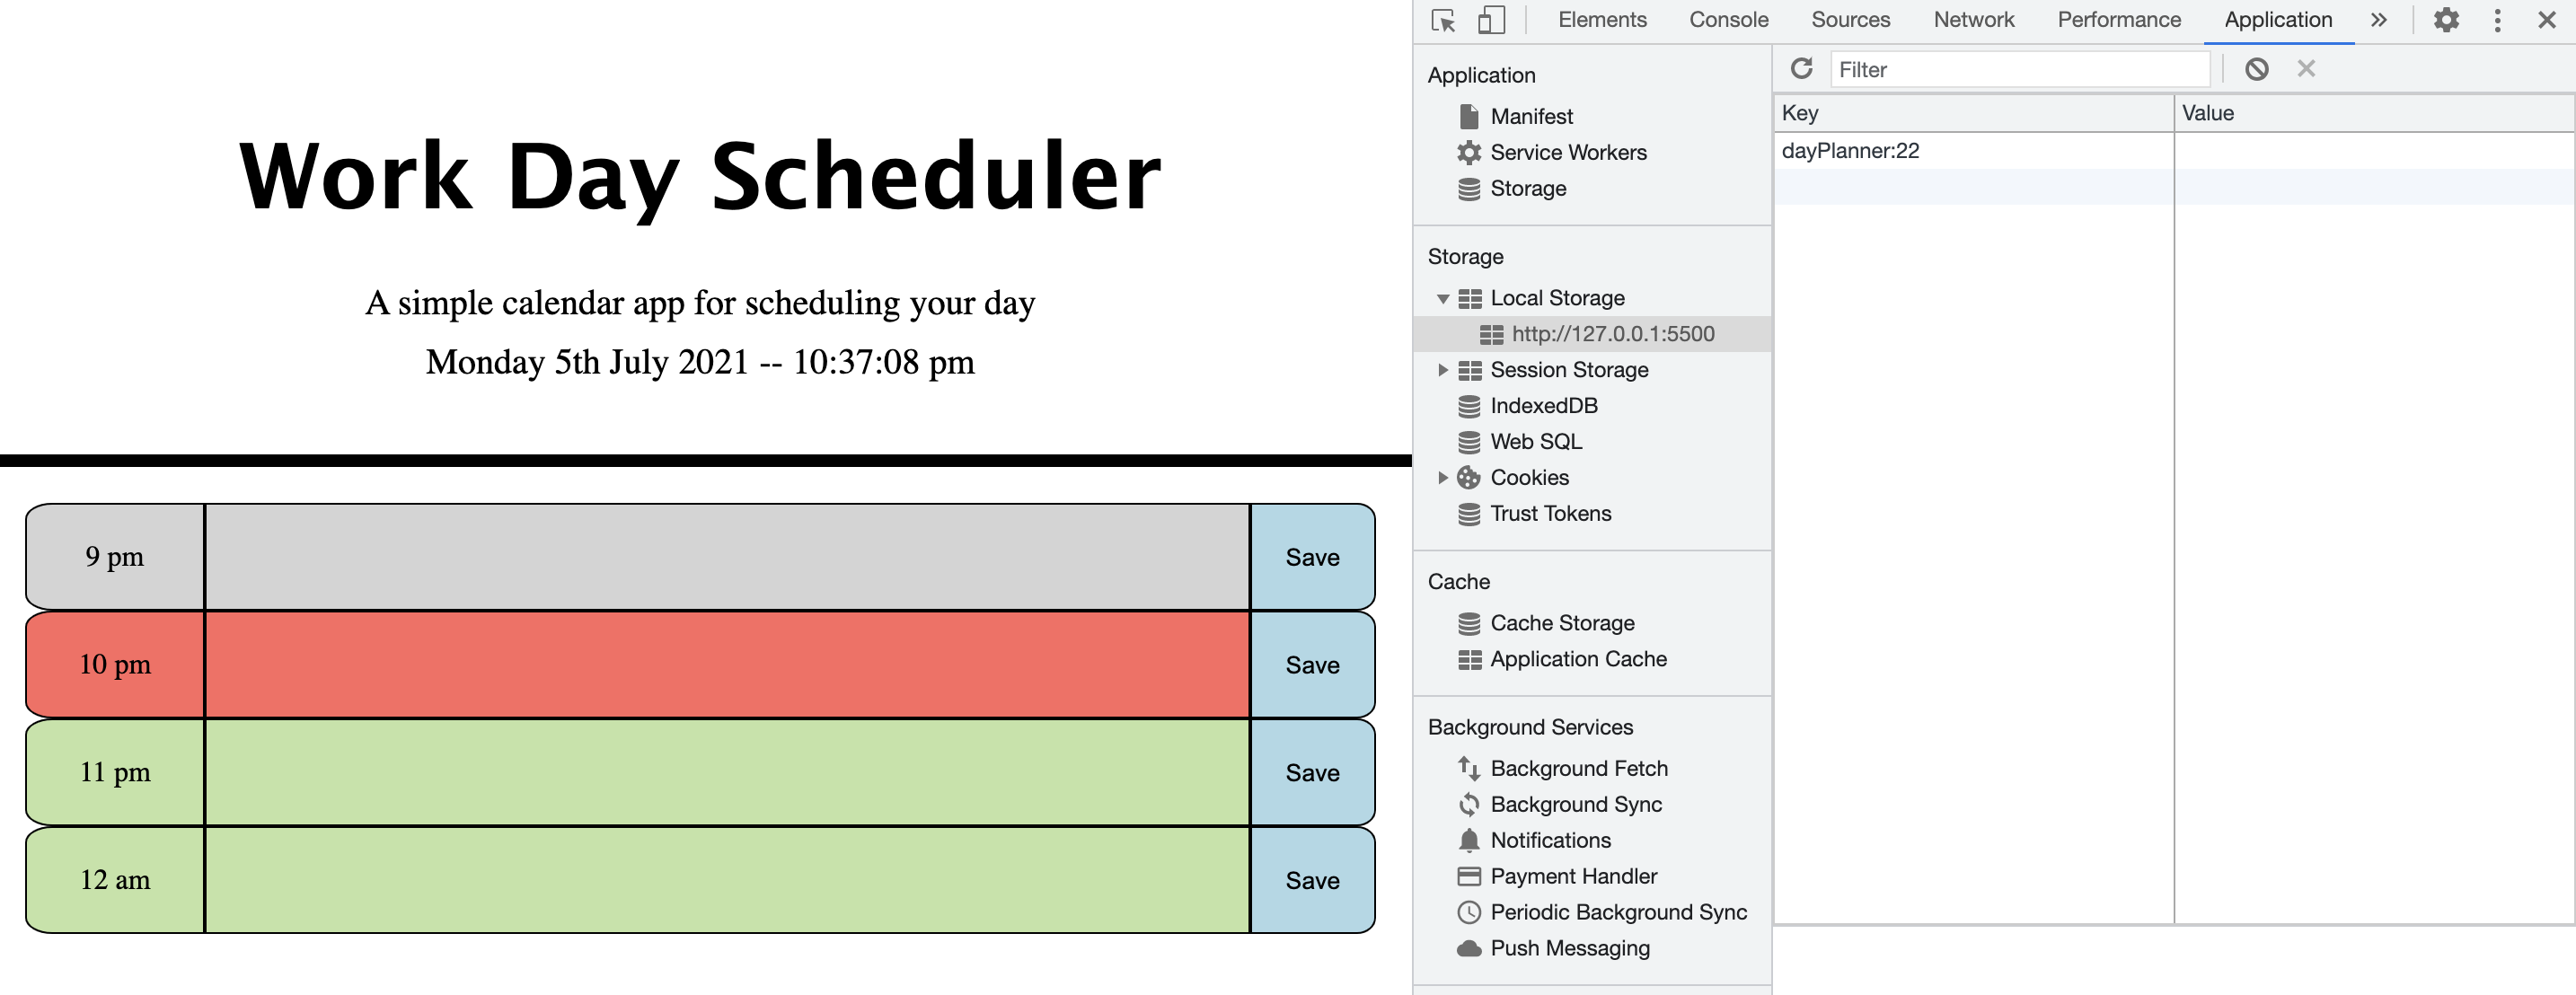 Work Day Scheduler
A simple calendar app for scheduling your day
Monday 5th July 2021 -- 10:37:08 pm
9 pm
Save
10 pm
Save
11 pm
Save
12 am
Save
Elements Console Sources Network Performance Application
Application
Manifest
Service Workers
Storage
Storage
Local Storage
http://127.0.0.1:5500
Session Storage
IndexedDB
Web SQL
Cookies
Trust Tokens
Cache
Cache Storage
Application Cache
Background Services
Background Fetch
Background Sync
Notifications
Payment Handler
Periodic Background Sync
Push Messaging
Filter
Key Value
dayPlanner:22